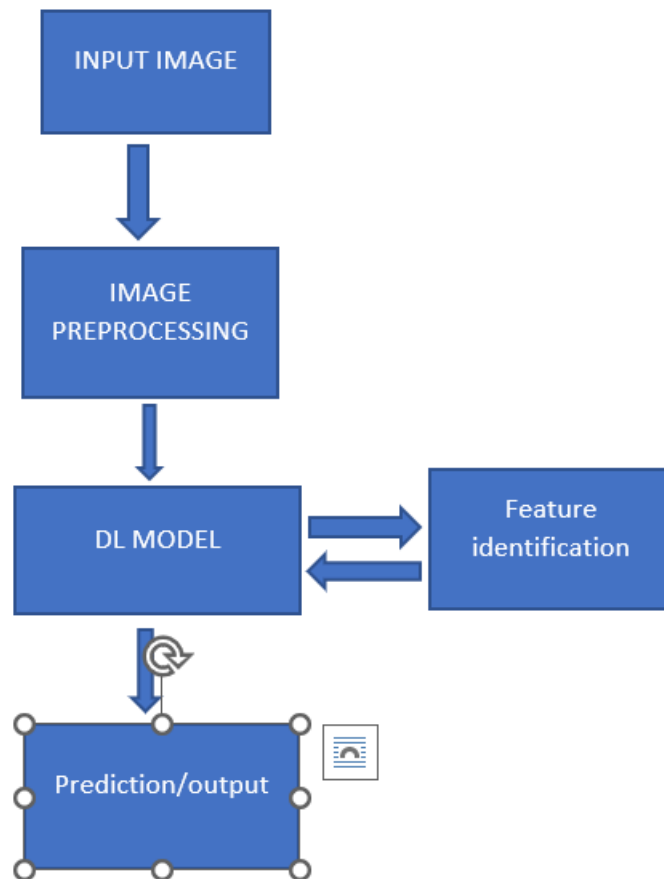 INPUT IMAGE
IMAGE
PREPROCESSING
DL MODEL
Feature
identification
Prediction/output